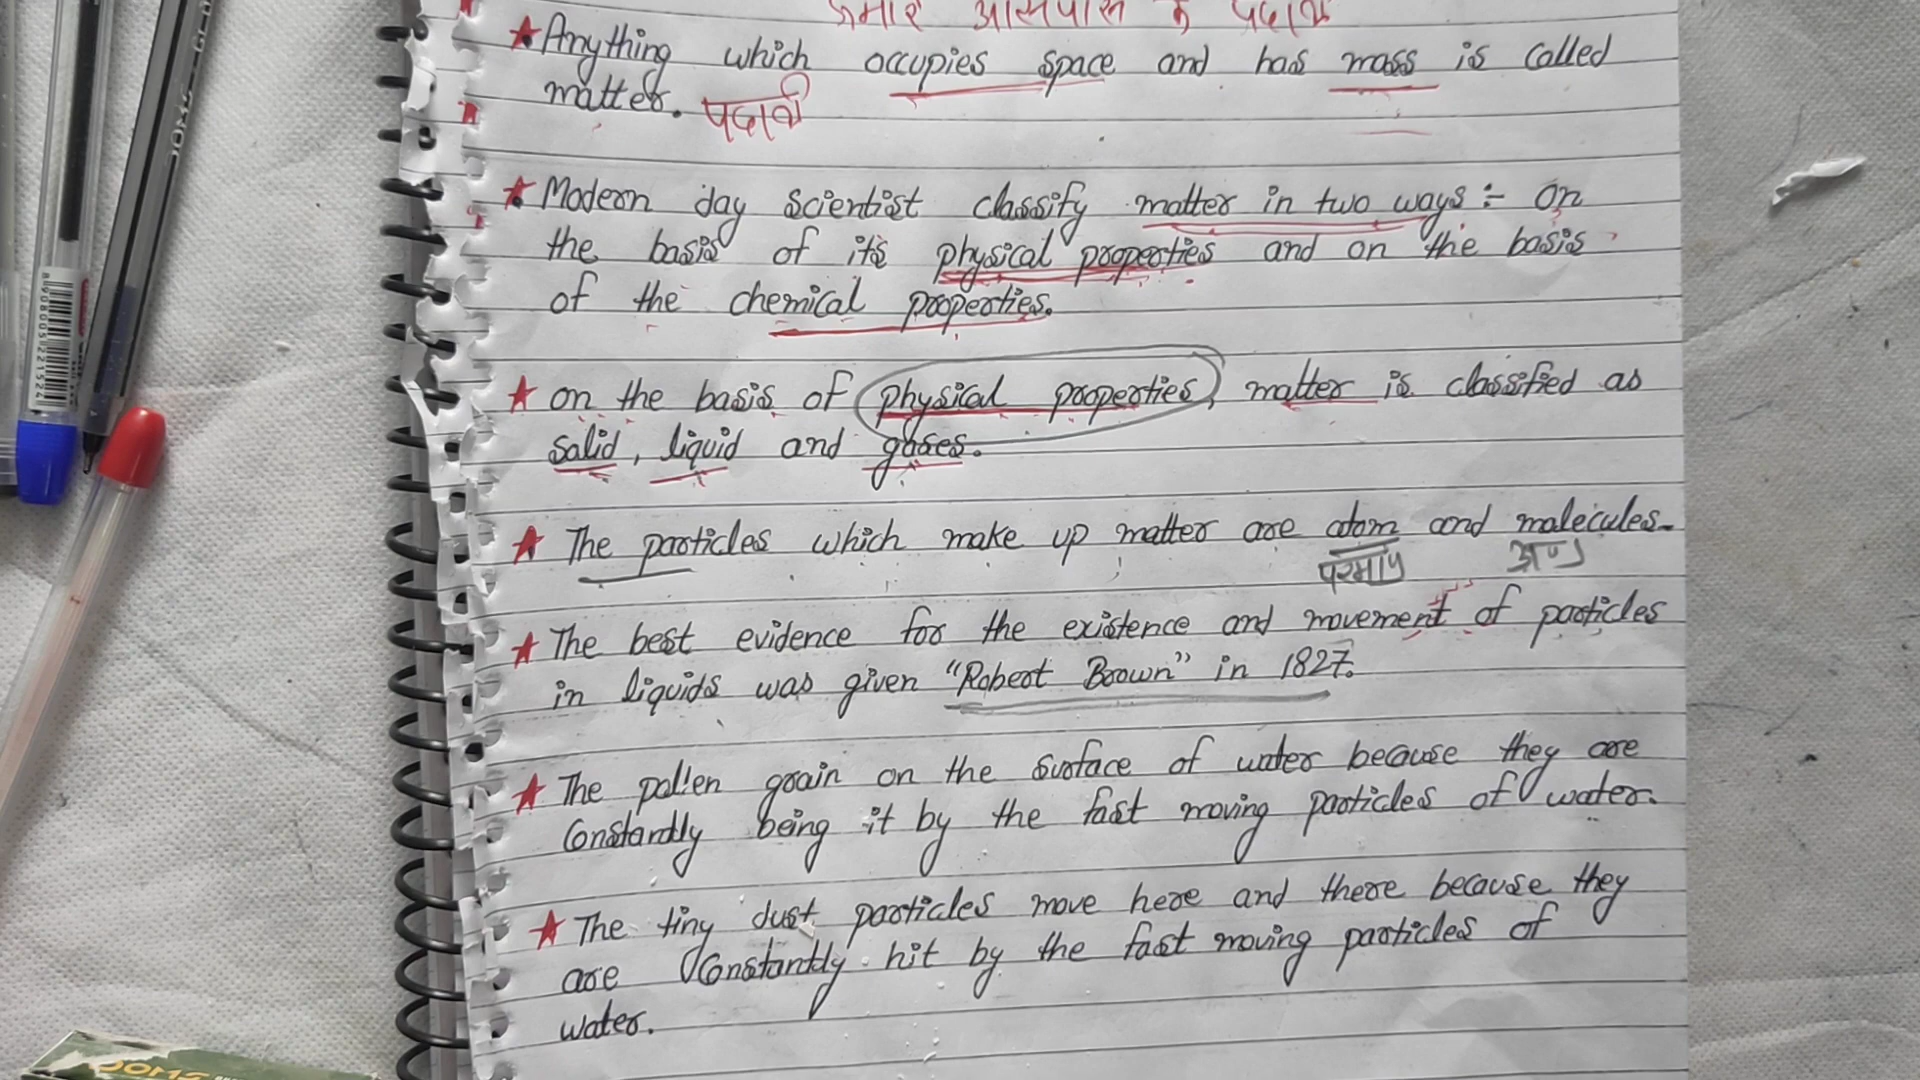 हमारे आसपास के पदार्थ
★ Anything which occupies space and has mass is called
matter. पदार्थ
★ Modern day scientist classify matter in two ways :- On
the basis of its physical properties and on the basis
of the chemical properties.
★ on the basis of physical properties, matter is classified as
solid, liquid and gases.
★ The particles which make up matter are atom and molecules.
परमाणु अणु
★ The best evidence for the existence and movement of particles
in liquids was given "Robert Brown" in 1827.
★ The pollen grain on the surface of water because they are
Constantly being it by the fast moving particles of water.
★ The tiny dust particles move here and there because they
are Constantly hit by the fast moving particles of
water.
DOMS
8908005221524